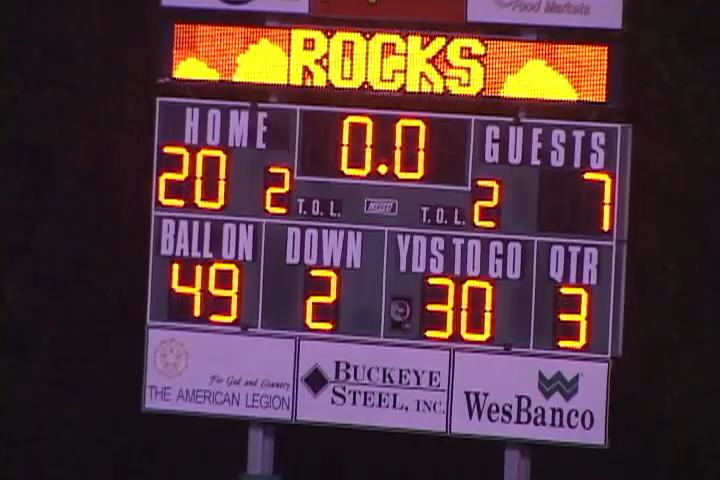 Food Markets
ROCKS
HOME 0.0 GUESTS
20 2 T.O.L. T.O.L. 2 7
BALL ON DOWN YDS TO GO QTR
49 2 30 3
For God and Country
THE AMERICAN LEGION
BUCKEYE
STEEL, INC.
WesBanco